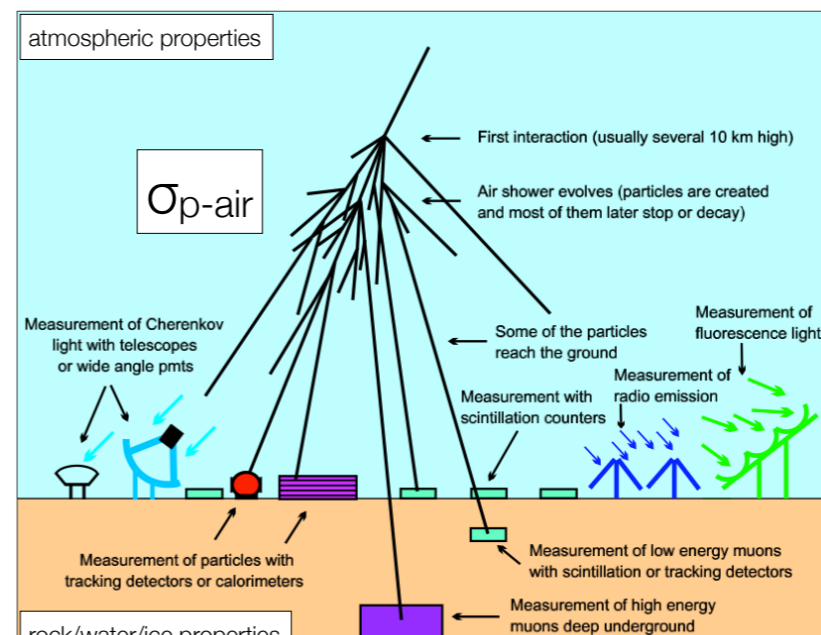 atmospheric properties
First interaction (usually several 10 km high)
σp-air
Air shower evolves (particles are created
and most of them later stop or decay)
Measurement of Cherenkov
light with telescopes
or wide angle pmts
Some of the particles
reach the ground
Measurement of
fluorescence light
Measurement of
radio emission
Measurement with
scintillation counters
Measurement of particles with
tracking detectors or calorimeters
Measurement of low energy muons
with scintillation or tracking detectors
Measurement of high energy
muons deep underground
rock/water/ice properties